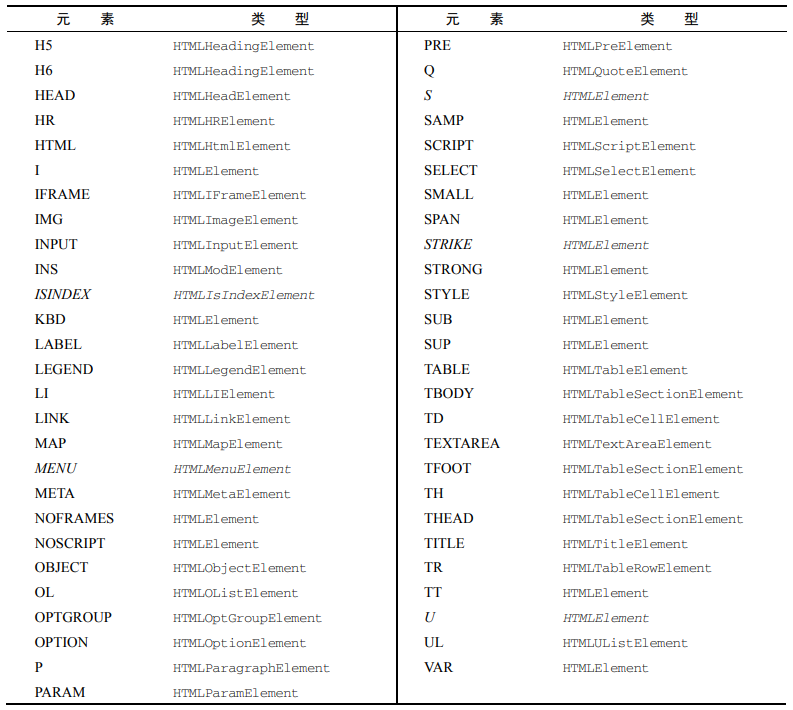 元 素 类 型 元 素 类 型
H5 HTMLHeadingElement PRE HTMLPreElement
H6 HTMLHeadingElement Q HTMLQuoteElement
HEAD HTMLHeadElement S HTMLElement
HR HTMLHRElement SAMP HTMLElement
HTML HTMLHtmlElement SCRIPT HTMLScriptElement
I HTMLElement SELECT HTMLSelectElement
IFRAME HTMLIFrameElement SMALL HTMLElement
IMG HTMLImageElement SPAN HTMLElement
INPUT HTMLInputElement STRIKE HTMLElement
INS HTMLModElement STRONG HTMLElement
ISINDEX HTMLIsIndexElement STYLE HTMLStyleElement
KBD HTMLElement SUB HTMLElement
LABEL HTMLLabelElement SUP HTMLElement
LEGEND HTMLLegendElement TABLE HTMLTableElement
LI HTMLLIElement TBODY HTMLTableSectionElement
LINK HTMLLinkElement TD HTMLTableCellElement
MAP HTMLMapElement TEXTAREA HTMLTextAreaElement
MENU HTMLMenuElement TFOOT HTMLTableSectionElement
META HTMLMetaElement TH HTMLTableCellElement
NOFRAMES HTMLElement THEAD HTMLTableSectionElement
NOSCRIPT HTMLElement TITLE HTMLTitleElement
OBJECT HTMLObjectElement TR HTMLTableRowElement
OL HTMLOListElement TT HTMLElement
OPTGROUP HTMLOptGroupElement U HTMLElement
OPTION HTMLOptionElement UL HTMLUListElement
P HTMLParagraphElement VAR HTMLElement
PARAM HTMLParamElement